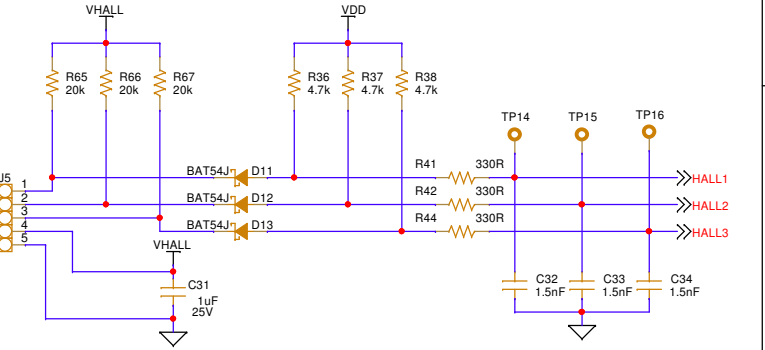 VHALL
VDD
R65
20k
R66
20k
R67
20k
R36
4.7k
R37
4.7k
R38
4.7k
TP14
TP15
TP16
J5
1
2
3
4
5
BAT54J
D11
BAT54J
D12
BAT54J
D13
R41
330R
R42
330R
R44
330R
HALL1
HALL2
HALL3
VHALL
C31
1uF
25V
C32
1.5nF
C33
1.5nF
C34
1.5nF